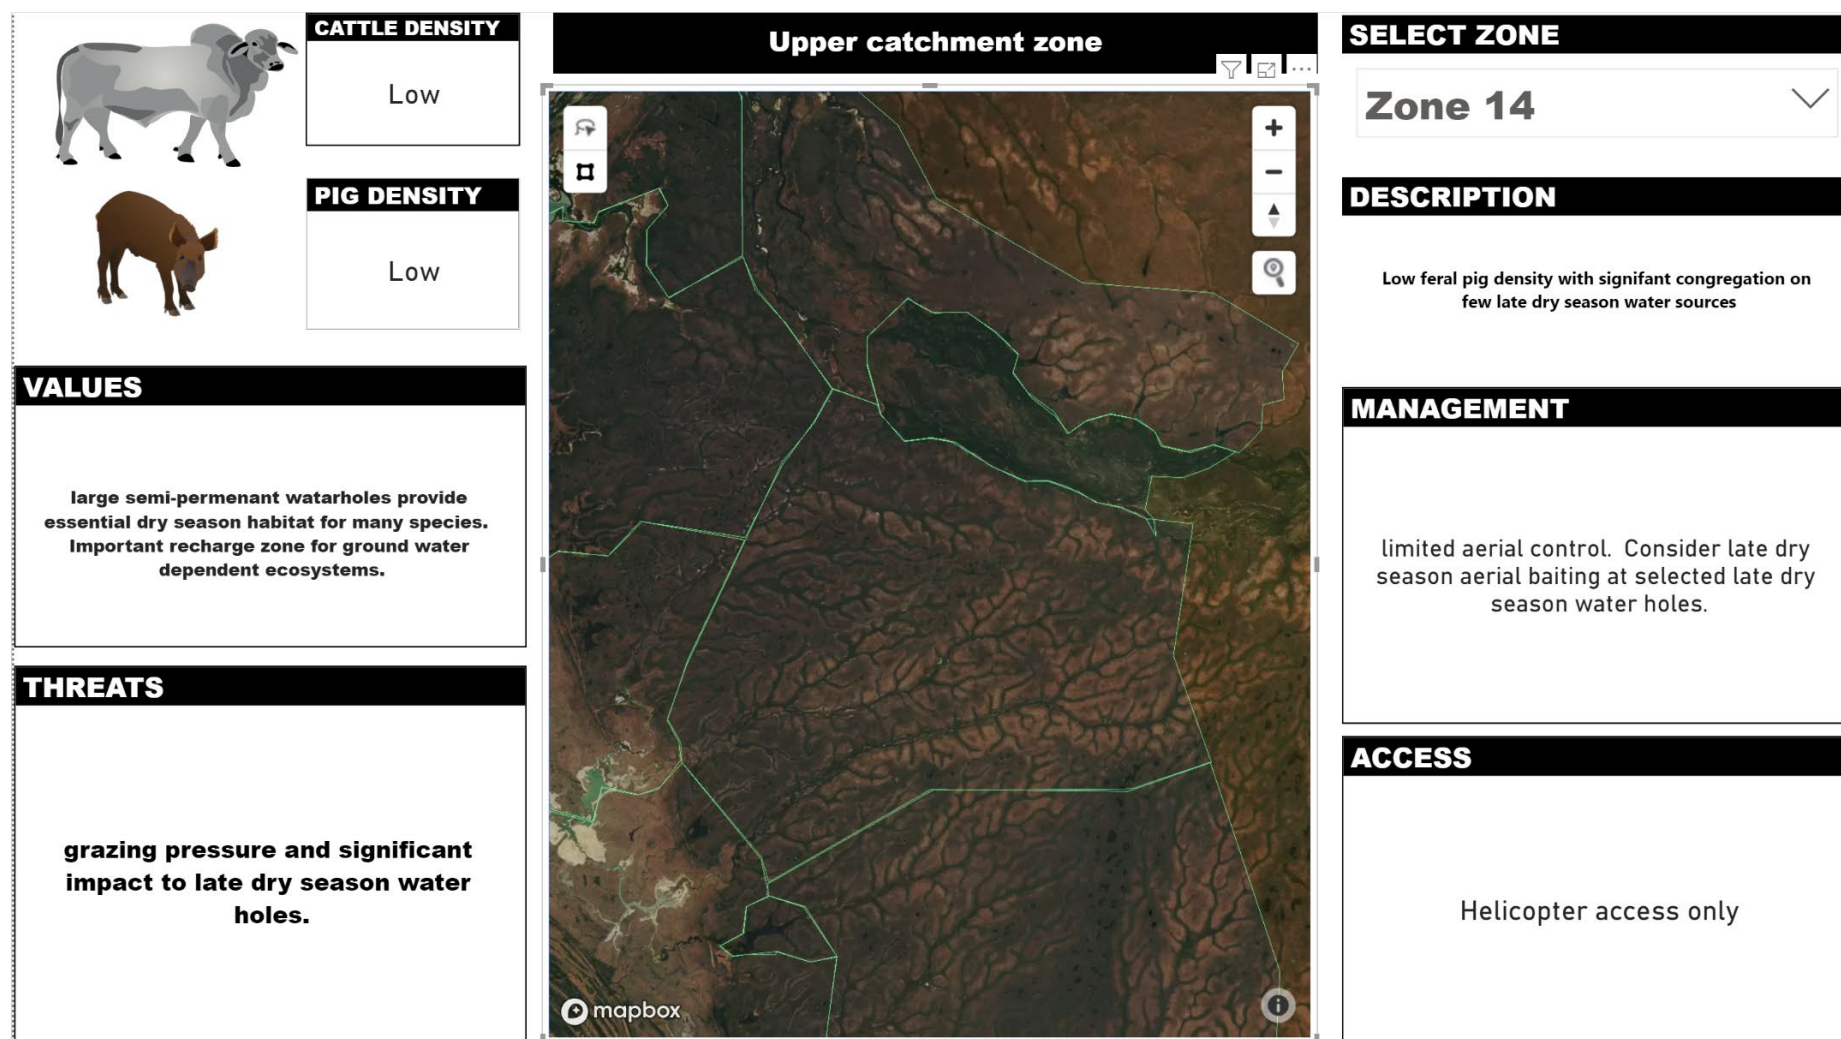 CATTLE DENSITY
Low
PIG DENSITY
Low
VALUES
large semi-permenant watarholes provide
essential dry season habitat for many species.
Important recharge zone for ground water
dependent ecosystems.
THREATS
grazing pressure and significant
impact to late dry season water
holes.
Upper catchment zone
mapbox
SELECT ZONE
Zone 14
DESCRIPTION
Low feral pig density with signifant congregation on
few late dry season water sources
MANAGEMENT
limited aerial control. Consider late dry
season aerial baiting at selected late dry
season water holes.
ACCESS
Helicopter access only